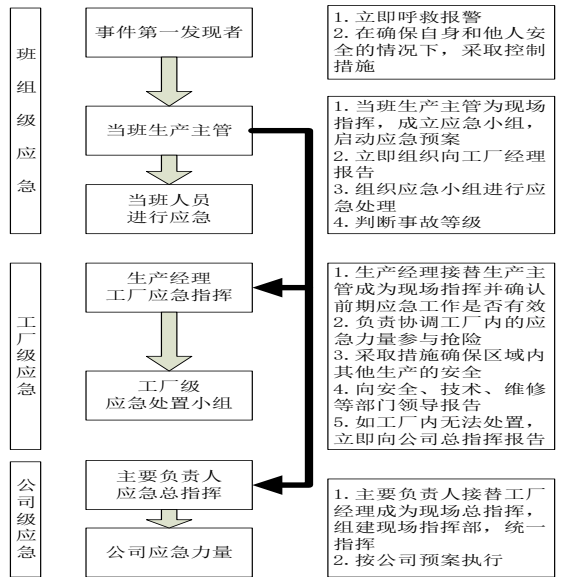 班组级应急
事件第一发现者
当班生产主管
当班人员
进行应急
1. 立即呼救报警
2. 在确保自身和他人安
全的情况下，采取控制
措施
1. 当班生产主管为现场
指挥，成立应急小组，
启动应急预案
2. 立即组织向工厂经理
报告
3. 组织应急小组进行应
急处理
4. 判断事故等级
工厂级应急
生产经理
工厂应急指挥
工厂级
应急处置小组
1. 生产经理接替生产主
管成为现场指挥并确认
前期应急工作是否有效
2. 负责协调工厂内的应
急力量参与抢险
3. 采取措施确保区域内
其他生产的安全
4. 向安全、技术、维修
等部门领导报告
5. 如工厂内无法处置，
立即向公司总指挥报告
公司级应急
主要负责人
应急总指挥
公司应急力量
1. 主要负责人接替工厂
经理成为现场总指挥，
组建现场指挥部，统一
指挥
2. 按公司预案执行